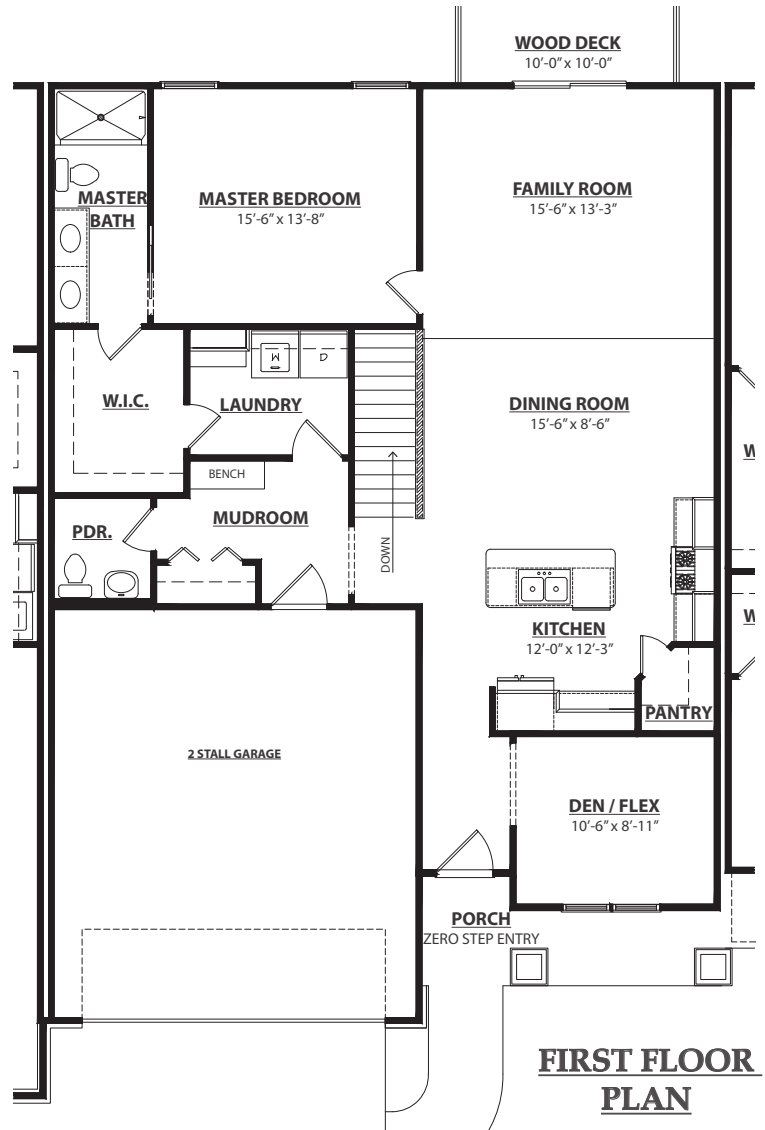 WOOD DECK
10'-0" x 10'-0"
MASTER
BATH
MASTER BEDROOM
15'-6" x 13'-8"
FAMILY ROOM
15'-6" x 13'-3"
W.I.C.
W
D
LAUNDRY
DINING ROOM
15'-6" x 8'-6"
W
BENCH
PDR.
MUDROOM
DOWN
KITCHEN
12'-0" x 12'-3"
W
PANTRY
2 STALL GARAGE
DEN / FLEX
10'-6" x 8'-11"
PORCH
ZERO STEP ENTRY
FIRST FLOOR
PLAN